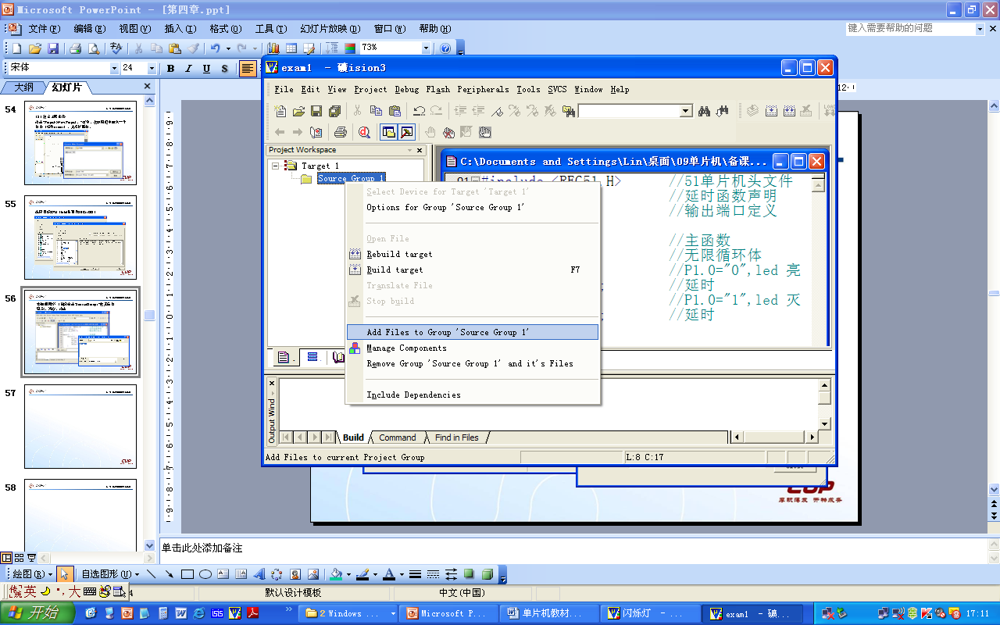 Microsoft PowerPoint - [第四章.ppt]
文件(F) 编辑(E) 视图(V) 插入(I) 格式(O) 工具(T) 幻灯片放映(D) 窗口(W) 帮助(H) 键入需要帮助的问题
73%
宋体 24 B I U S
大纲 幻灯片
54
55
56
57
58
12
exam1 - 礦ision3
File Edit View Project Debug Flash Peripherals Tools SVCS Window Help
Project Workspace
Target 1
Source Group 1
C:\Documents and Settings\Lin\桌面\09单片机\备课...
01 #include <REG51.H> //51单片机头文件
//延时函数声明
//输出端口定义
//主函数
//无限循环体
//P1.0="0",led 亮
//延时
//P1.0="1",led 灭
//延时
Select Device for Target 'Target 1'
Options for Group 'Source Group 1'
Open File
Rebuild target
Build target F7
Translate File
Stop build
Add Files to Group 'Source Group 1'
Manage Components
Remove Group 'Source Group 1' and it's Files
Include Dependencies
Output Wind
Build Command Find in Files
Add Files to current Project Group L:8 C:17
CUP
厚积薄发 开物成务
单击此处添加备注
绘图(R) 自选图形(U)
英 大 4 默认设计模板 中文(中国)
开始 2 Windows ... Microsoft P... 单片机教材... 闪烁灯 - ... exam1 - 礦... 17:11